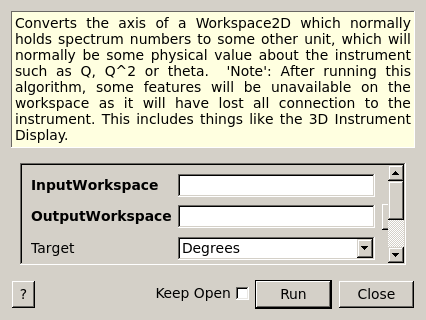 Converts the axis of a Workspace2D which normally
holds spectrum numbers to some other unit, which will
normally be some physical value about the instrument
such as Q, Q^2 or theta. 'Note': After running this
algorithm, some features will be unavailable on the
workspace as it will have lost all connection to the
instrument. This includes things like the 3D Instrument
Display.
InputWorkspace
OutputWorkspace
Target Degrees
? Keep Open Run Close